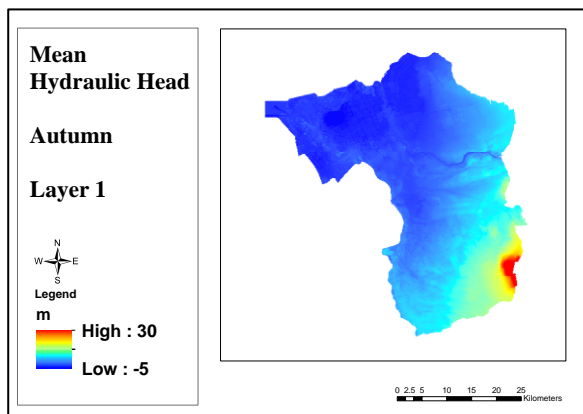 Mean
Hydraulic Head
Autumn
Layer 1
N
W E
S
Legend
m
High : 30
Low : -5
0 2.5 5 10 15 20 25
Kilometers